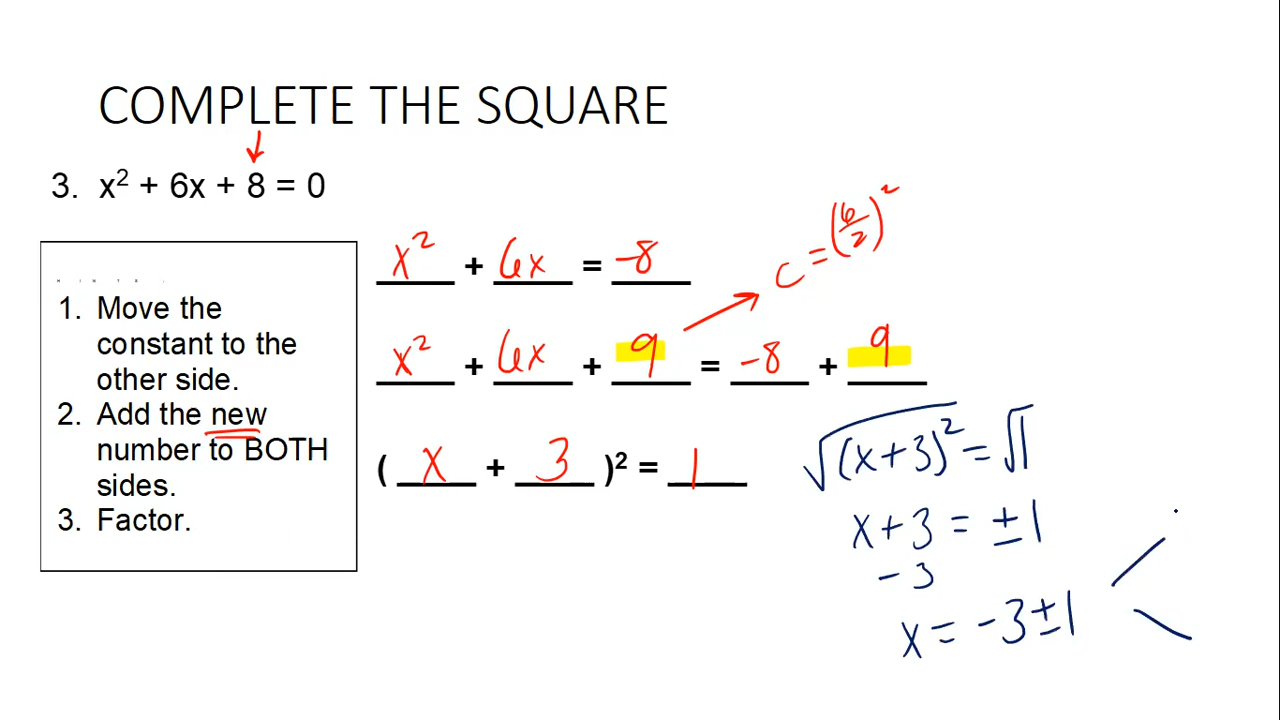 COMPLETE THE SQUARE
3. x² + 6x + 8 = 0
1. Move the
constant to the
other side.
2. Add the new
number to BOTH
sides.
3. Factor.
x² + 6x = -8
c = (6/2)²
x² + 6x + 9 = -8 + 9
( x + 3 )² = 1
√(x+3)² = √1
x+3 = ±1
-3
x = -3±1